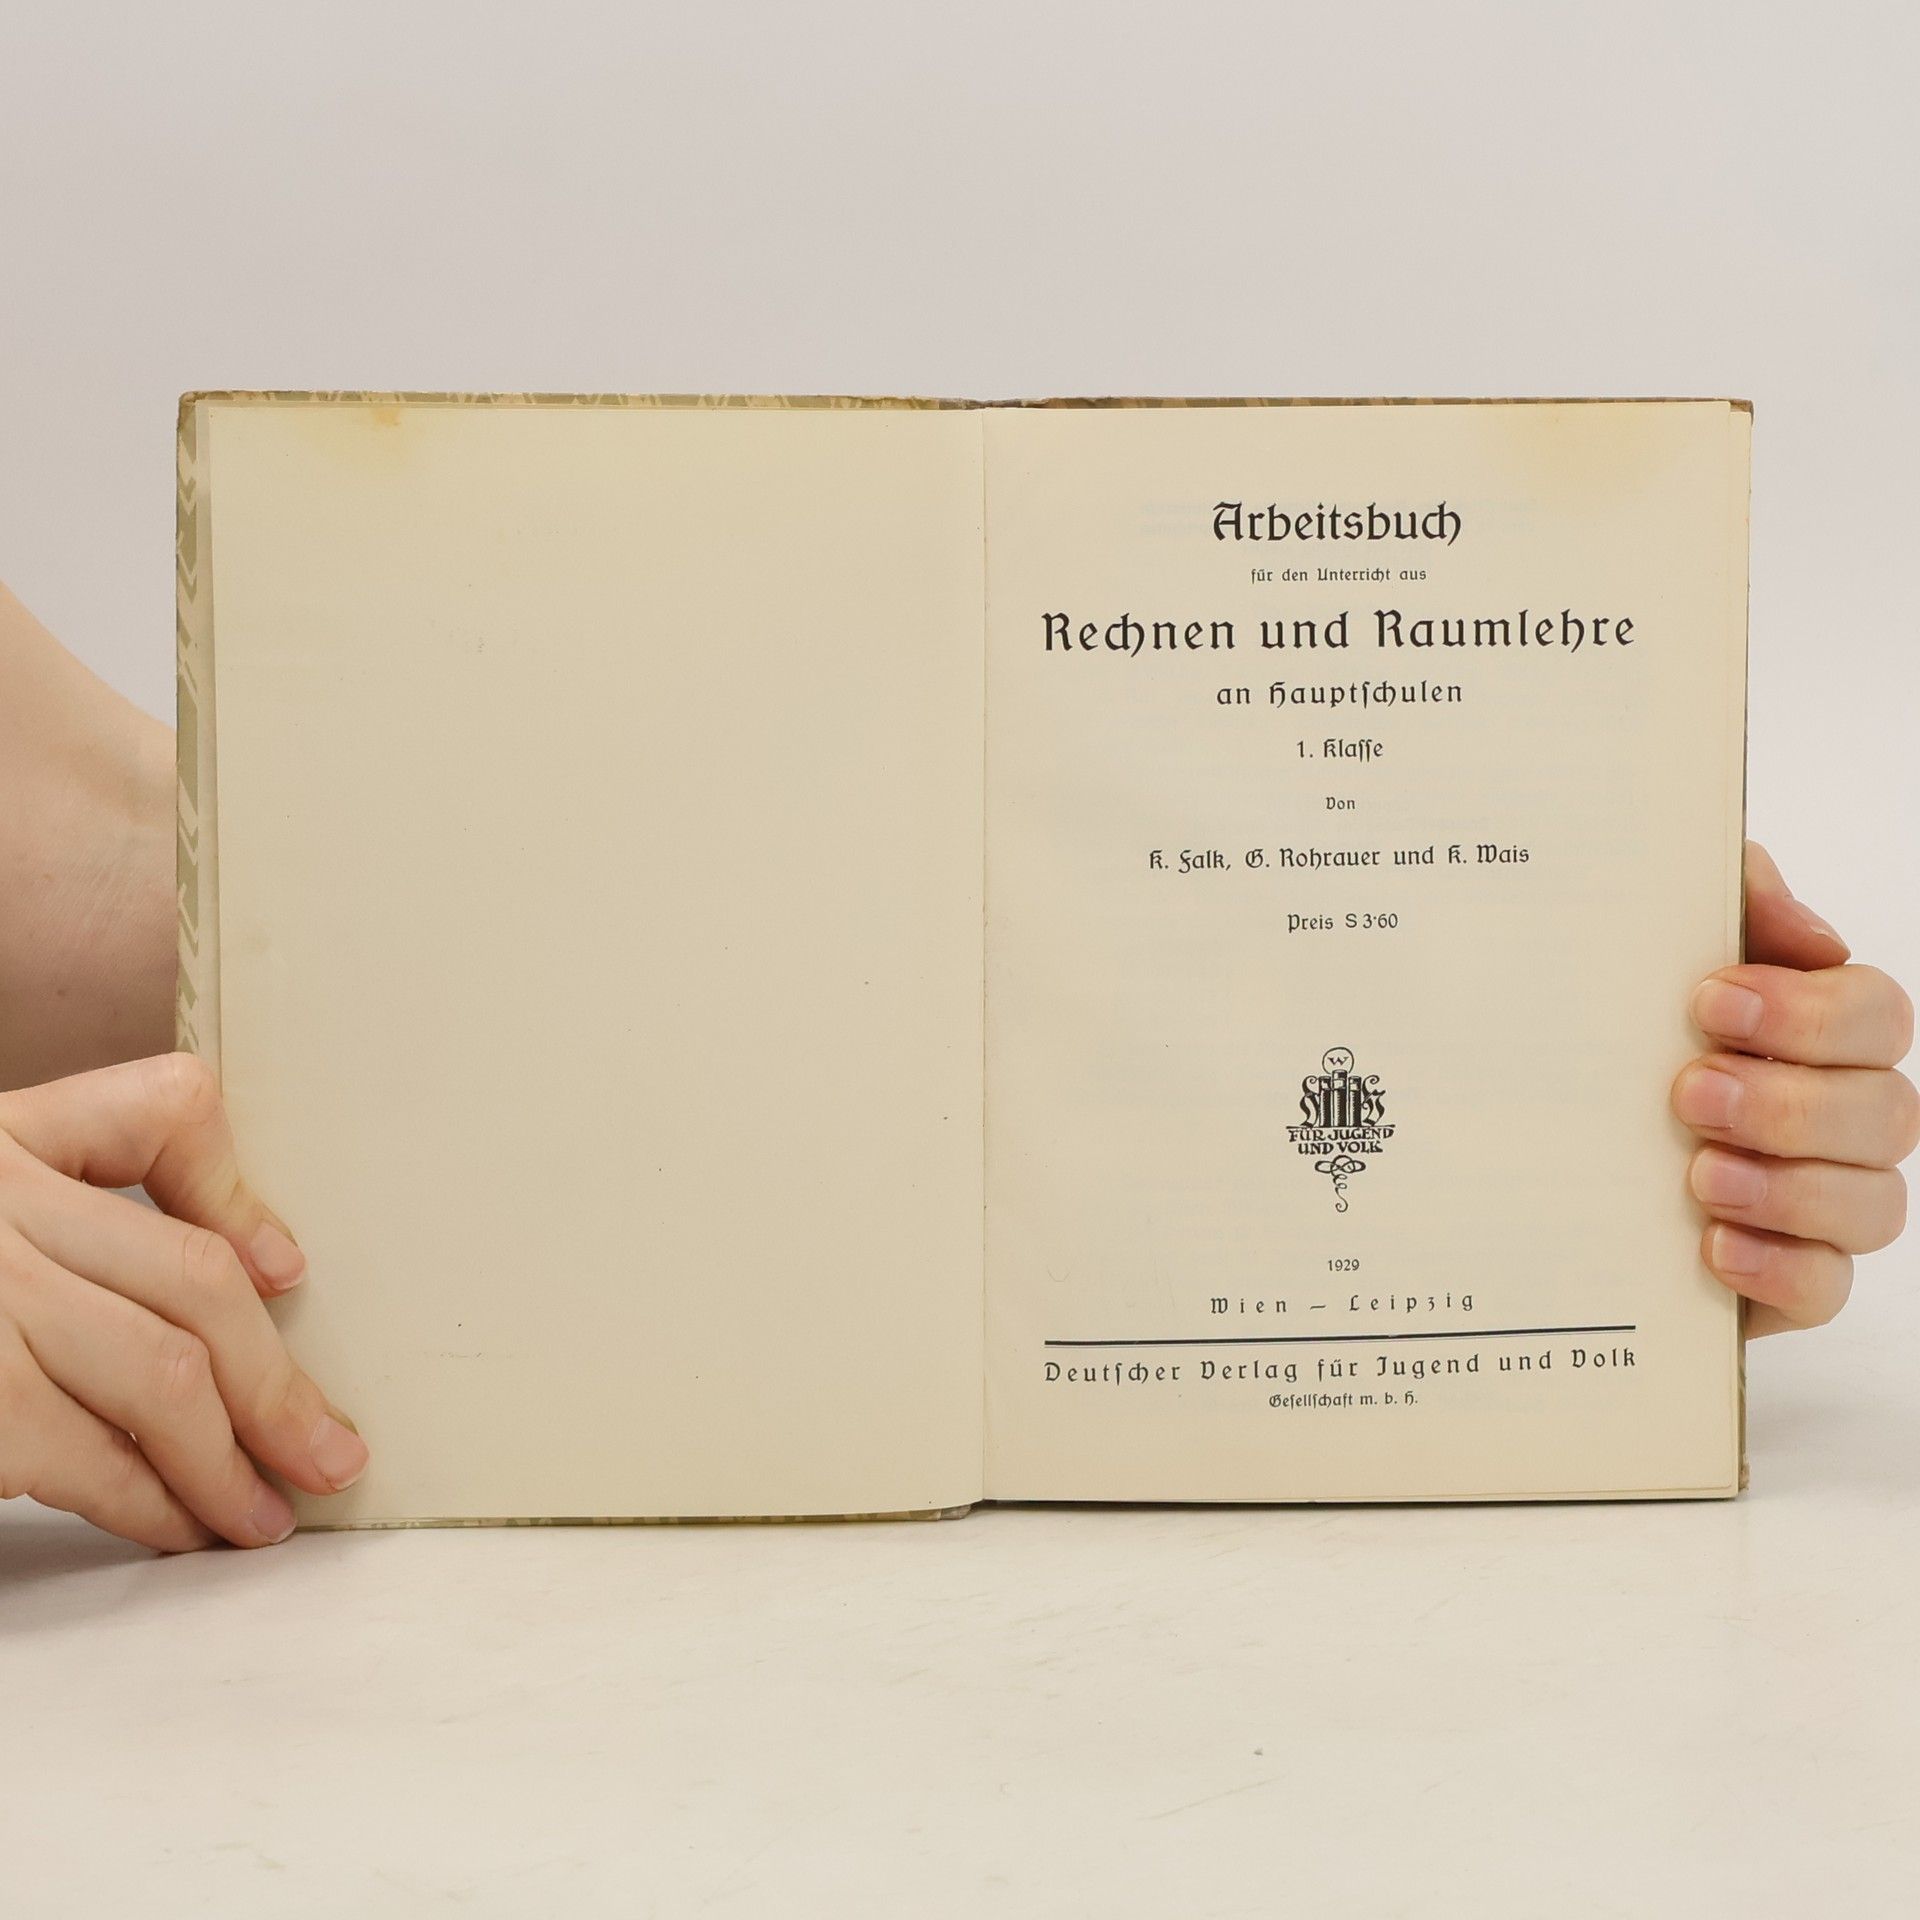 Arbeitsbuch
für den Unterricht aus
Rechnen und Raumlehre
an Hauptſchulen
1. Klaſſe
Von
K. Falk, G. Rohrauer und K. Wais
Preis S 3·60
W
FÜR JUGEND
UND VOLK
1929
Wien – Leipzig
Deutſcher Verlag für Jugend und Volk
Geſellſchaft m. b. H.